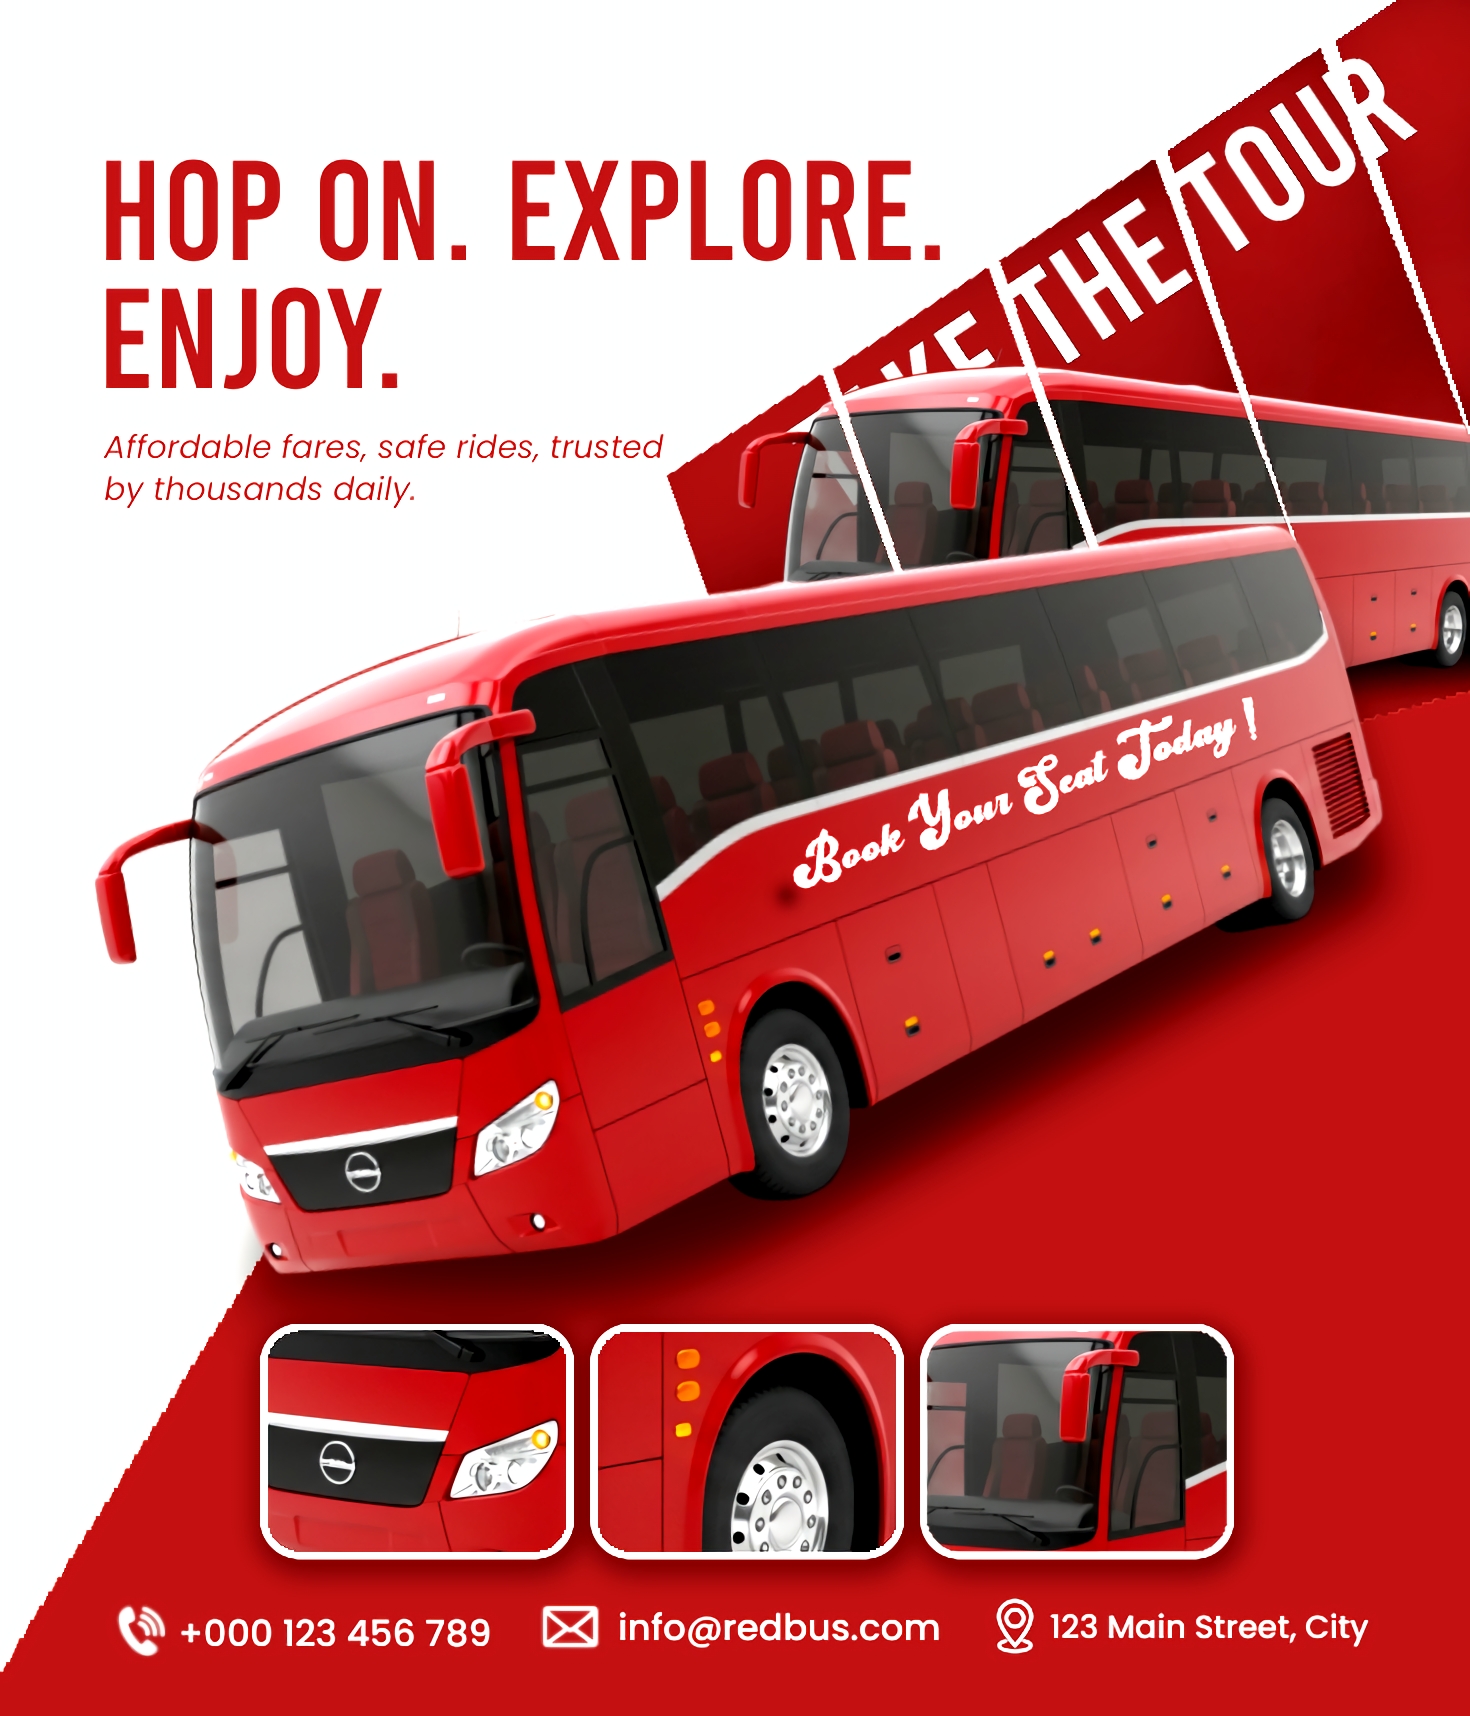 HOP ON. EXPLORE.
ENJOY.
Affordable fares, safe rides, trusted
by thousands daily.
THE TOUR
Book Your Seat Today !
+000 123 456 789
info@redbus.com
123 Main Street, City